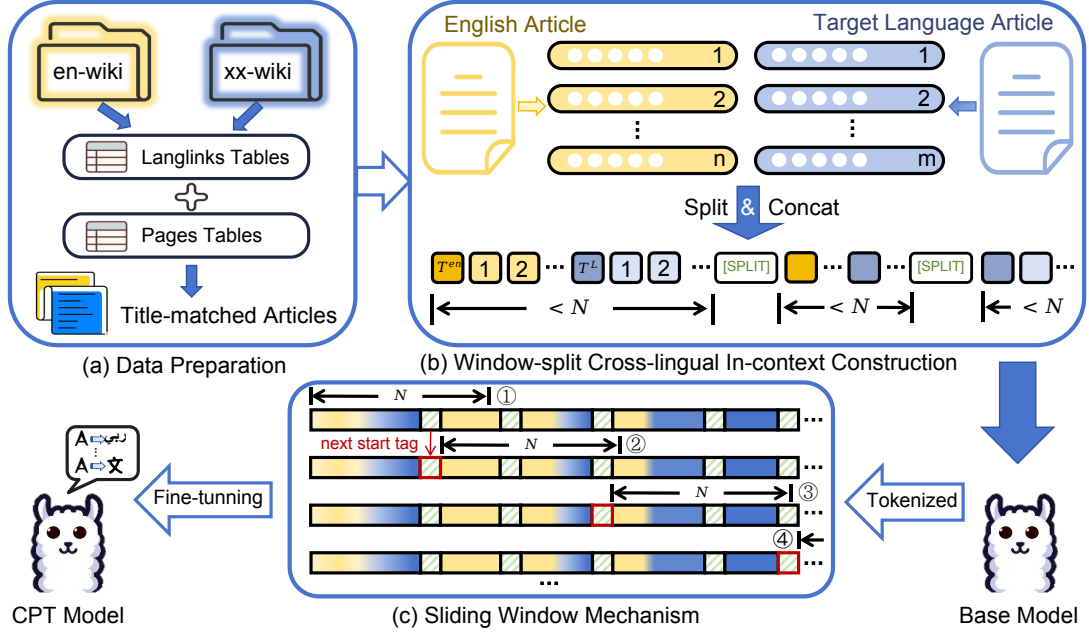 en-wiki
xx-wiki
Langlinks Tables
Pages Tables
Title-matched Articles
(a) Data Preparation
English Article
Target Language Article
1
1
2
2
⋮
⋮
n
m
Split & Concat
T^en 1 2 ... T^L 1 2 ... [SPLIT] ... [SPLIT] ...
< N
< N
< N
(b) Window-split Cross-lingual In-context Construction
N ①
...
next start tag
N ②
...
N ③
...
④
...
...
(c) Sliding Window Mechanism
Tokenized
Base Model
Fine-tunning
A
A 文
CPT Model